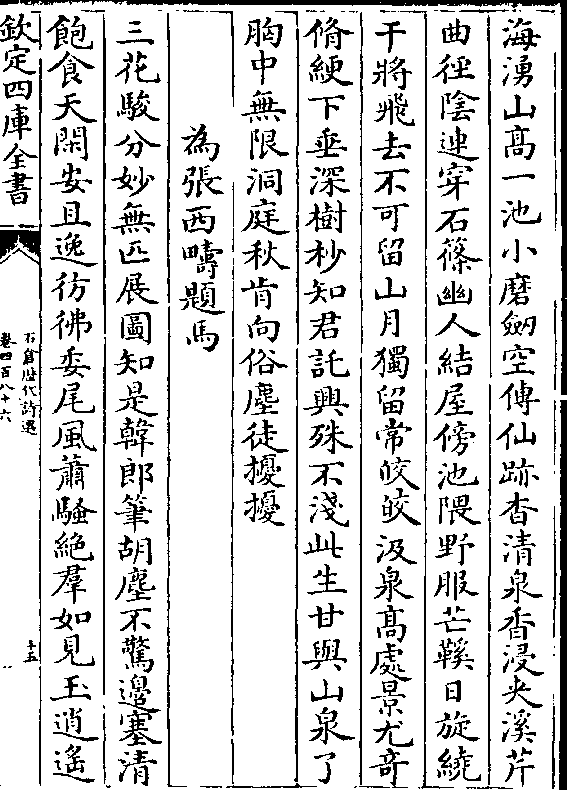 海湧山髙一池小磨劒空傳仙跡杳清泉香浸夾溪芹
曲徑陰連穿石篠幽人結屋傍池隈野服芒鞵日旋繞
干將飛去不可留山月獨留常皎皎汲泉髙處景尤竒
脩綆下垂深樹杪知君託興殊不淺此生甘與山泉了
胸中無限洞庭秋肯向俗塵徒擾擾
為張西疇題馬
三花駿分妙無匹展圖知是韓郎筆胡塵不驚邊塞清
飽食天閑安且逸彷彿委尾風蕭騷絶羣如見玉逍遙
欽定四庫全書
石倉歴代詩選
卷四百八十六
十五